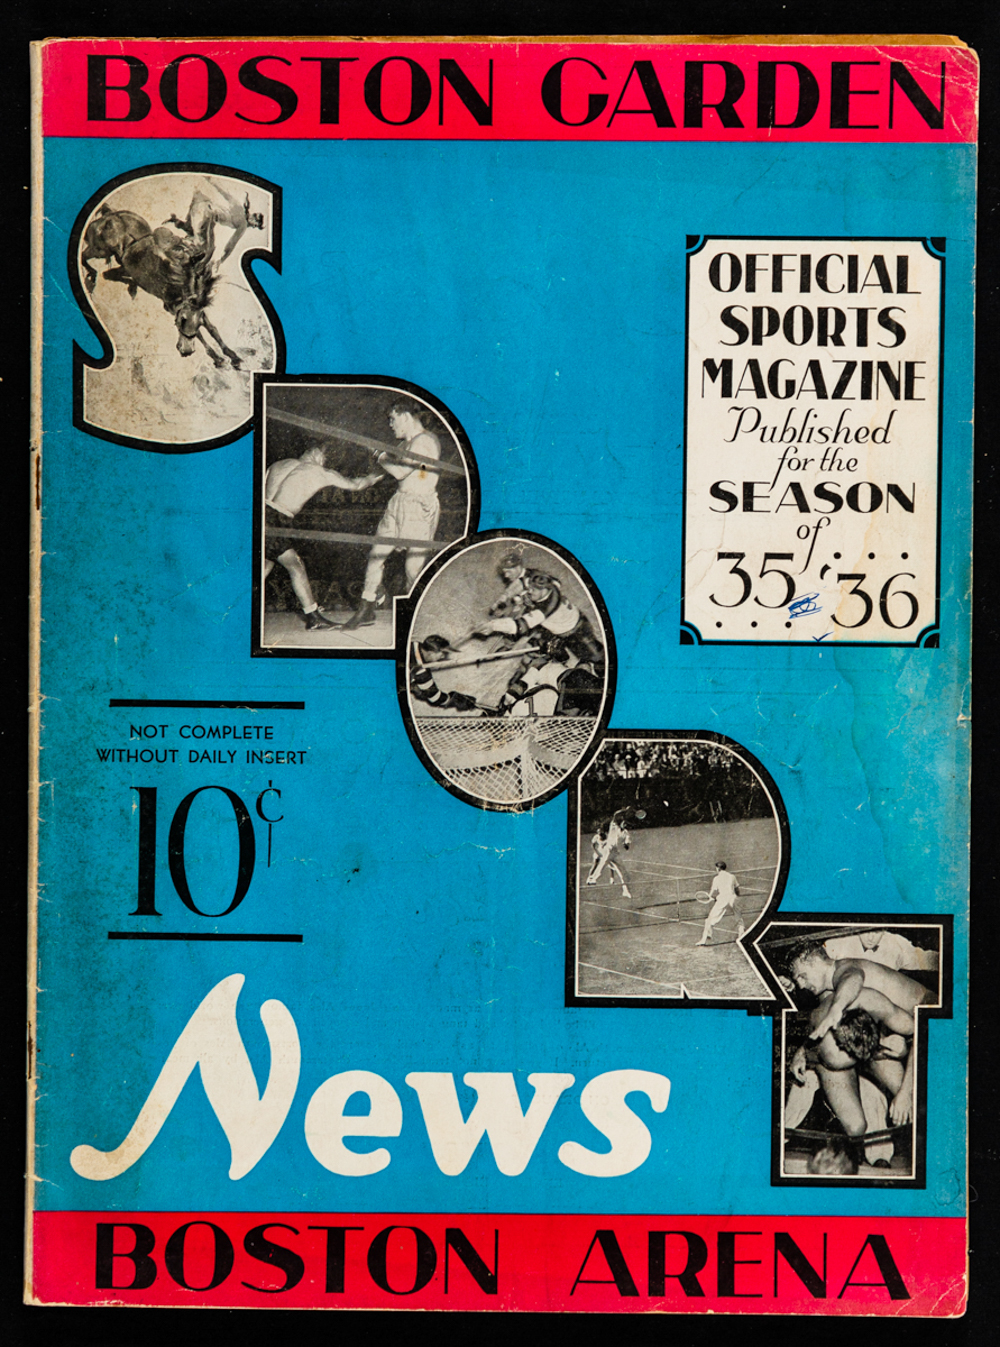 BOSTON GARDEN
SPORT
OFFICIAL
SPORTS
MAGAZINE
Published
for the
SEASON
of
35, '36
NOT COMPLETE
WITHOUT DAILY INSERT
10¢
News
BOSTON ARENA